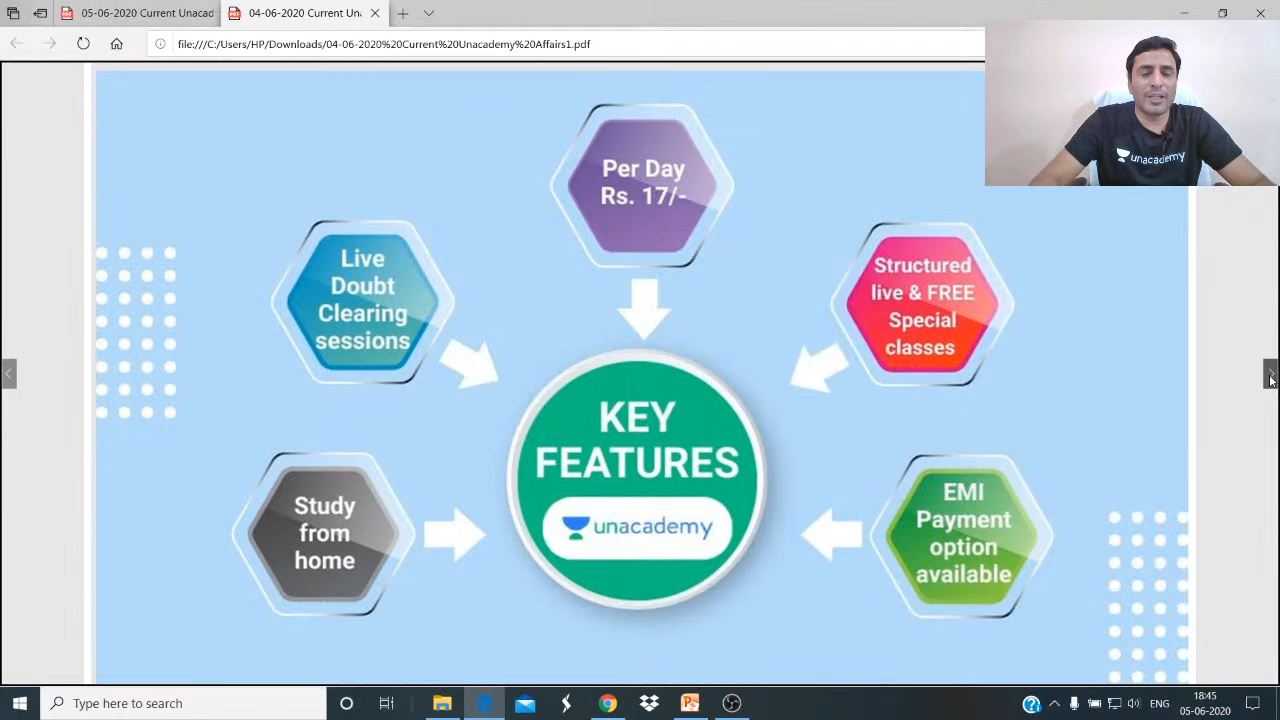 05-06-2020 Current Unacad
04-06-2020 Current Un
file:///C:/Users/HP/Downloads/04-06-2020%20Current%20Unacademy%20Affairs1.pdf
unacademy
Per Day
Rs. 17/-
Live
Doubt
Clearing
sessions
Structured
live & FREE
Special
classes
KEY
FEATURES
unacademy
Study
from
home
EMI
Payment
option
available
Type here to search
ENG
18:45
05-06-2020